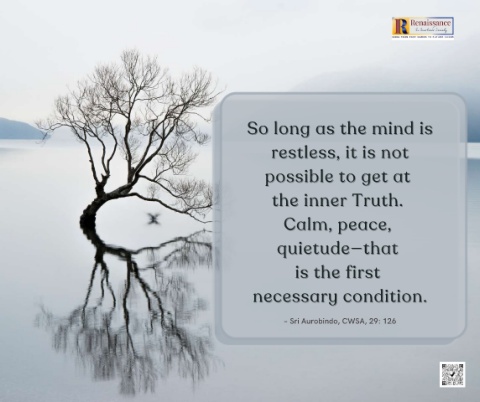 Renaissance
So long as the mind is
restless, it is not
possible to get at
the inner Truth.
Calm, peace,
quietude—that
is the first
necessary condition.
- Sri Aurobindo, CWSA, 29: 126